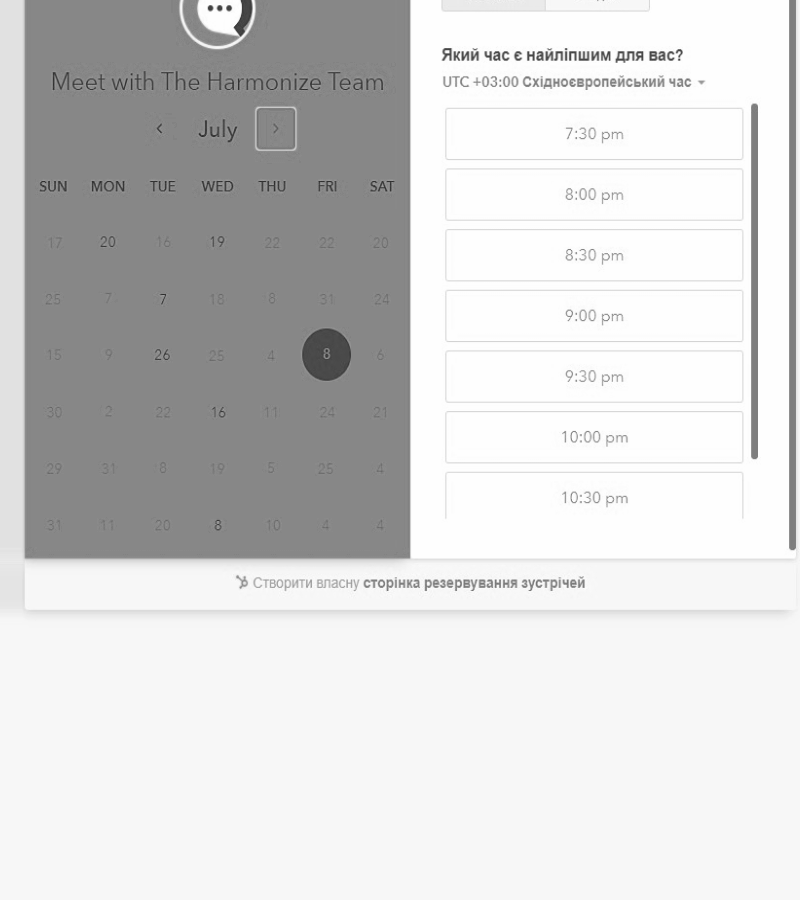 Meet with The Harmonize Team
July
SUN MON TUE WED THU FRI SAT
17 20 16 19 22 22 20
25 7 7 18 8 31 24
15 9 26 25 4 8 6
30 2 22 16 11 24 21
29 31 8 19 5 25 4
31 11 20 8 10 4 4
Який час є найліпшим для вас?
UTC +03:00 Східноєвропейський час
7:30 pm
8:00 pm
8:30 pm
9:00 pm
9:30 pm
10:00 pm
10:30 pm
Створити власну сторінка резервування зустрічей